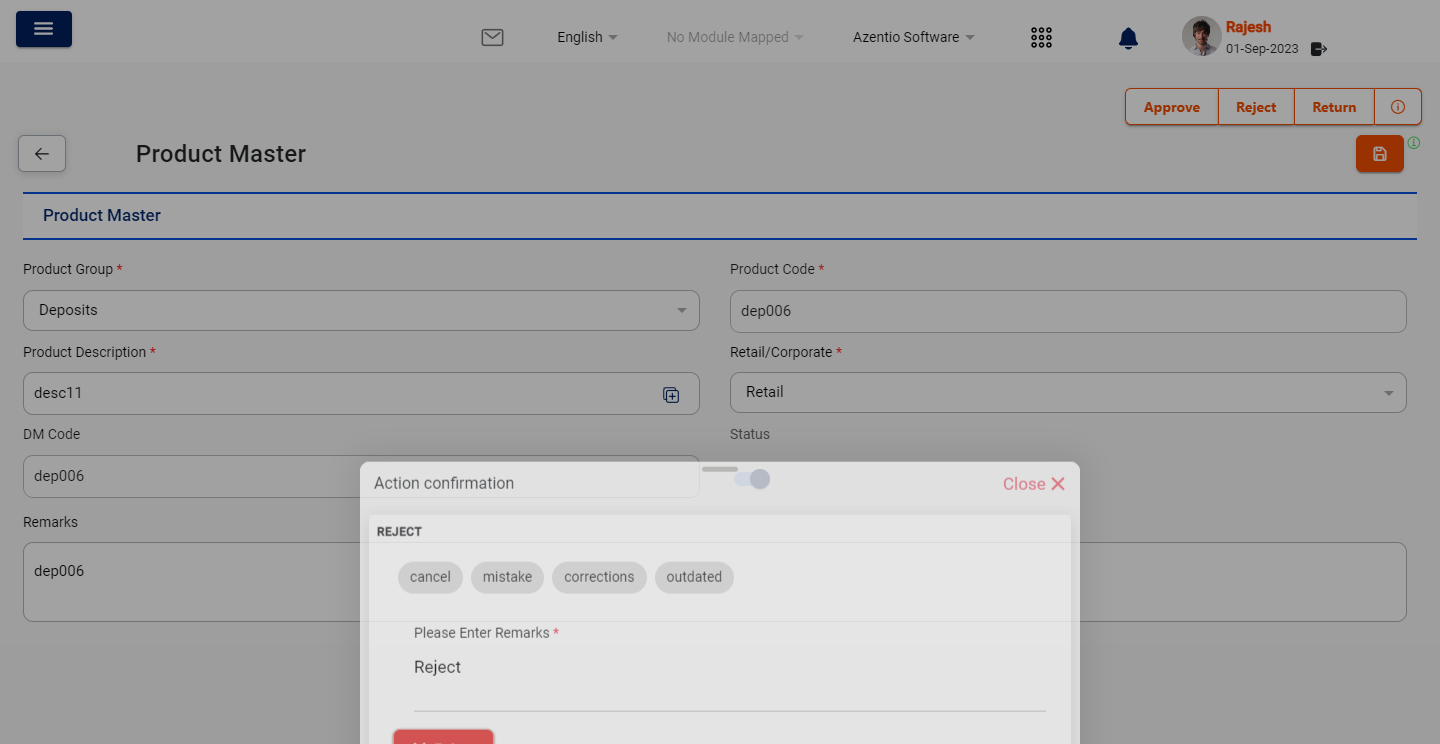 English No Module Mapped Azentio Software Rajesh
01-Sep-2023
Approve Reject Return
Product Master
Product Master
Product Group * Product Code *
Deposits dep006
Product Description * Retail/Corporate *
desc11 Retail
DM Code Status
dep006
Action confirmation Close
Remarks
REJECT
dep006
cancel mistake corrections outdated
Please Enter Remarks *
Reject